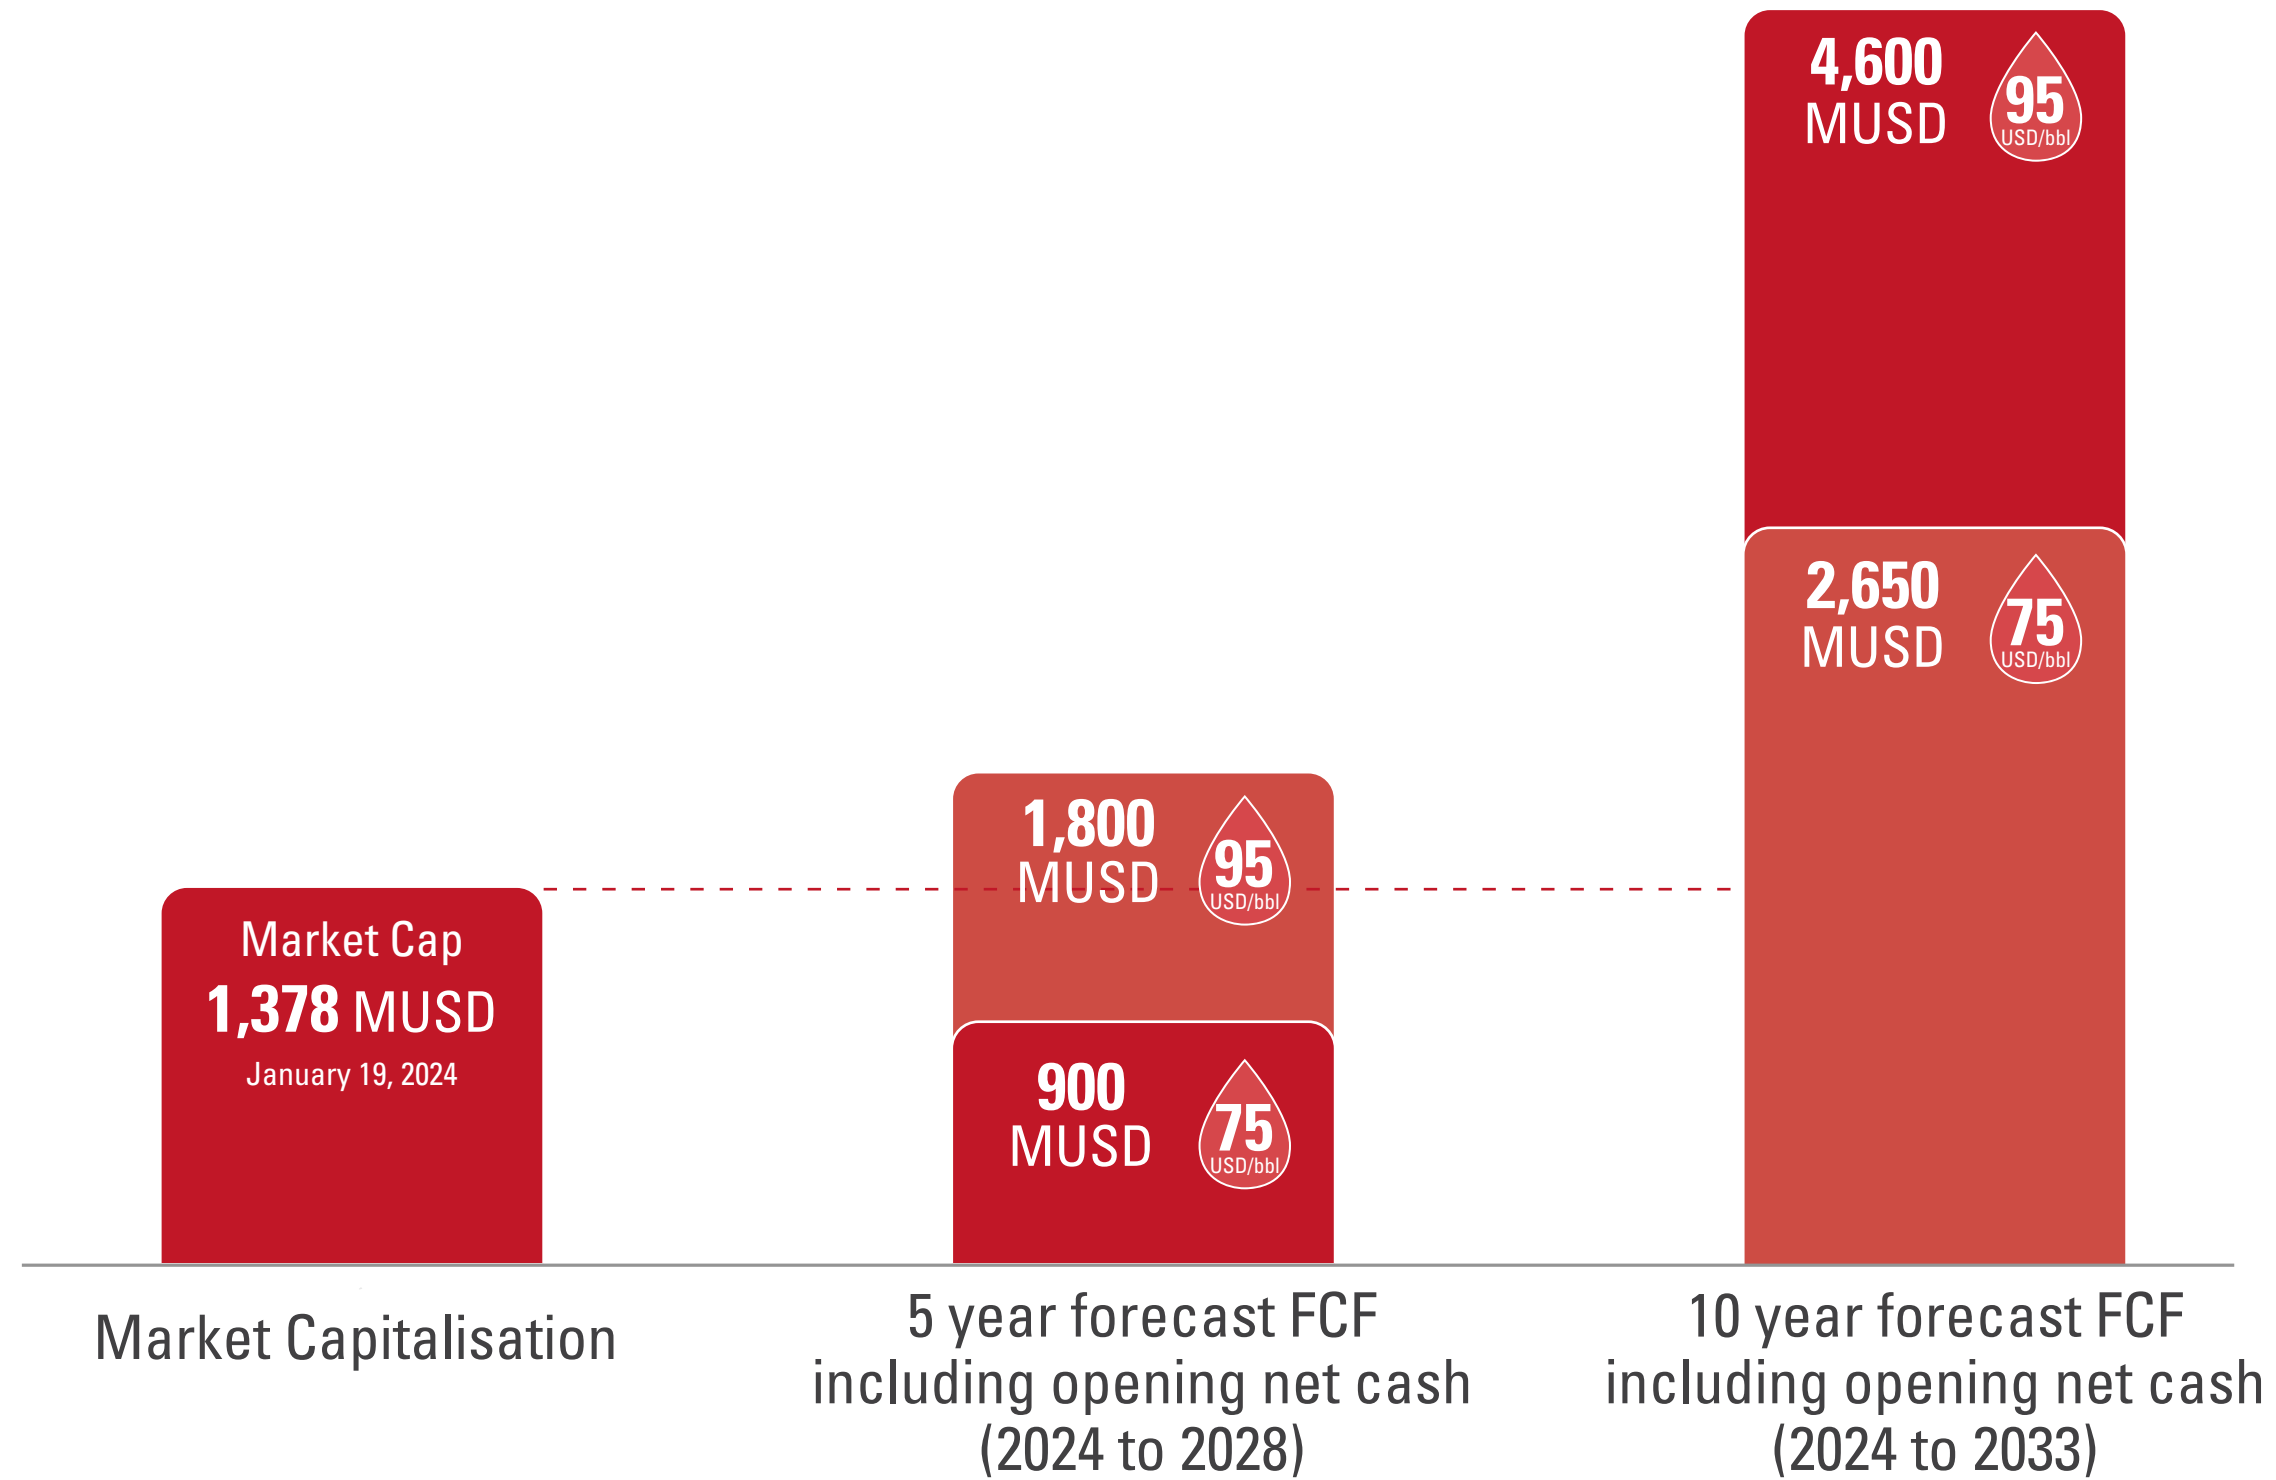 4,600
MUSD
95
USD/bbl
2,650
MUSD
75
USD/bbl
1,800
MUSD
95
USD/bbl
Market Cap
1,378 MUSD
January 19, 2024
900
MUSD
75
USD/bbl
Market Capitalisation
5 year forecast FCF
including opening net cash
(2024 to 2028)
10 year forecast FCF
including opening net cash
(2024 to 2033)